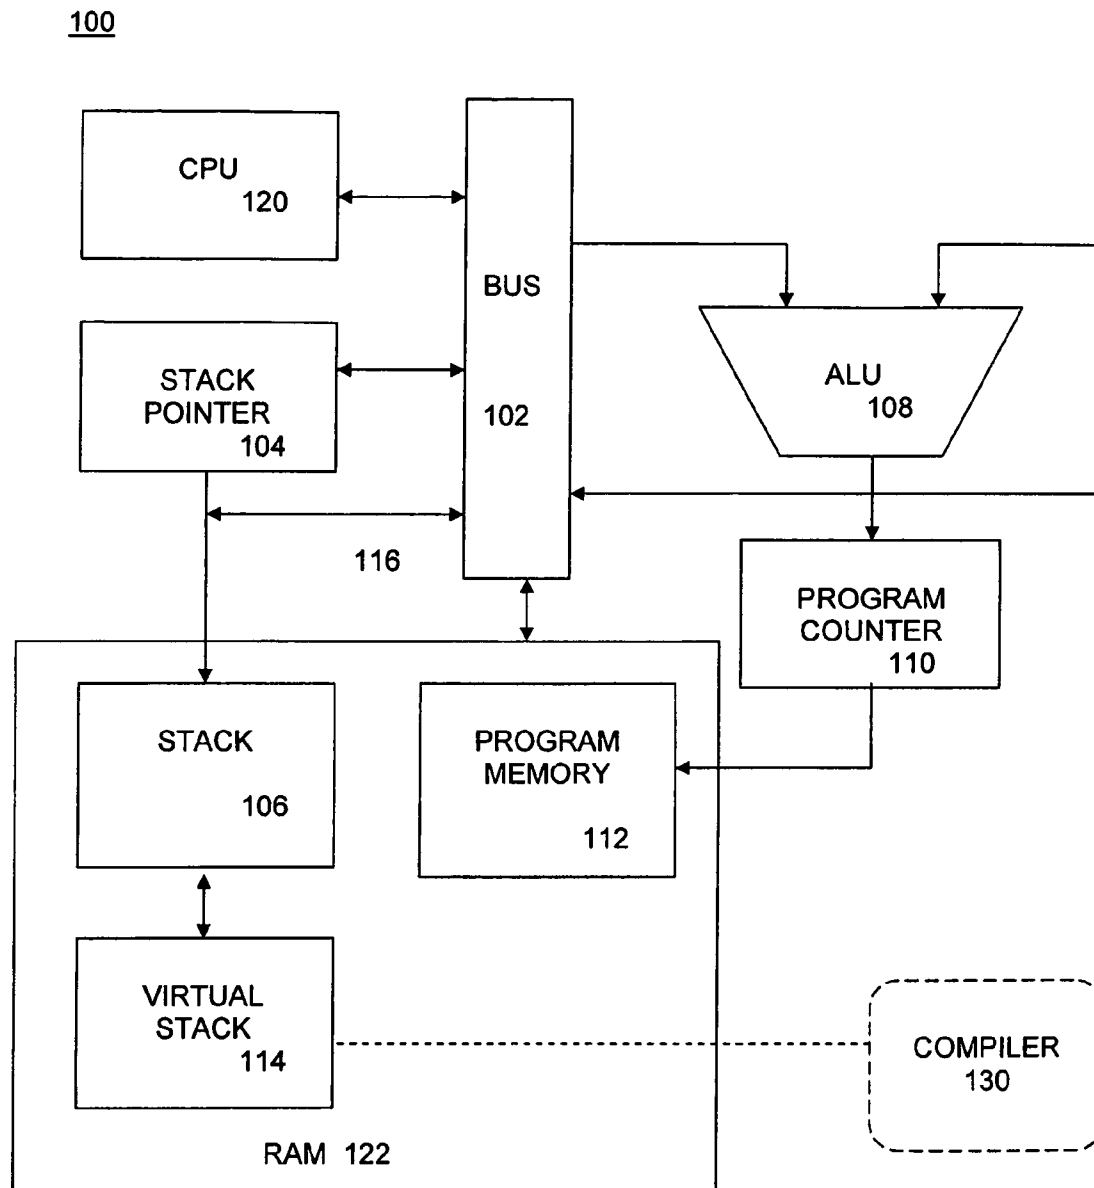 100
CPU
120
BUS
102
STACK
POINTER
104
ALU
108
116
PROGRAM
COUNTER
110
STACK
106
PROGRAM
MEMORY
112
VIRTUAL
STACK
114
COMPILER
130
RAM 122